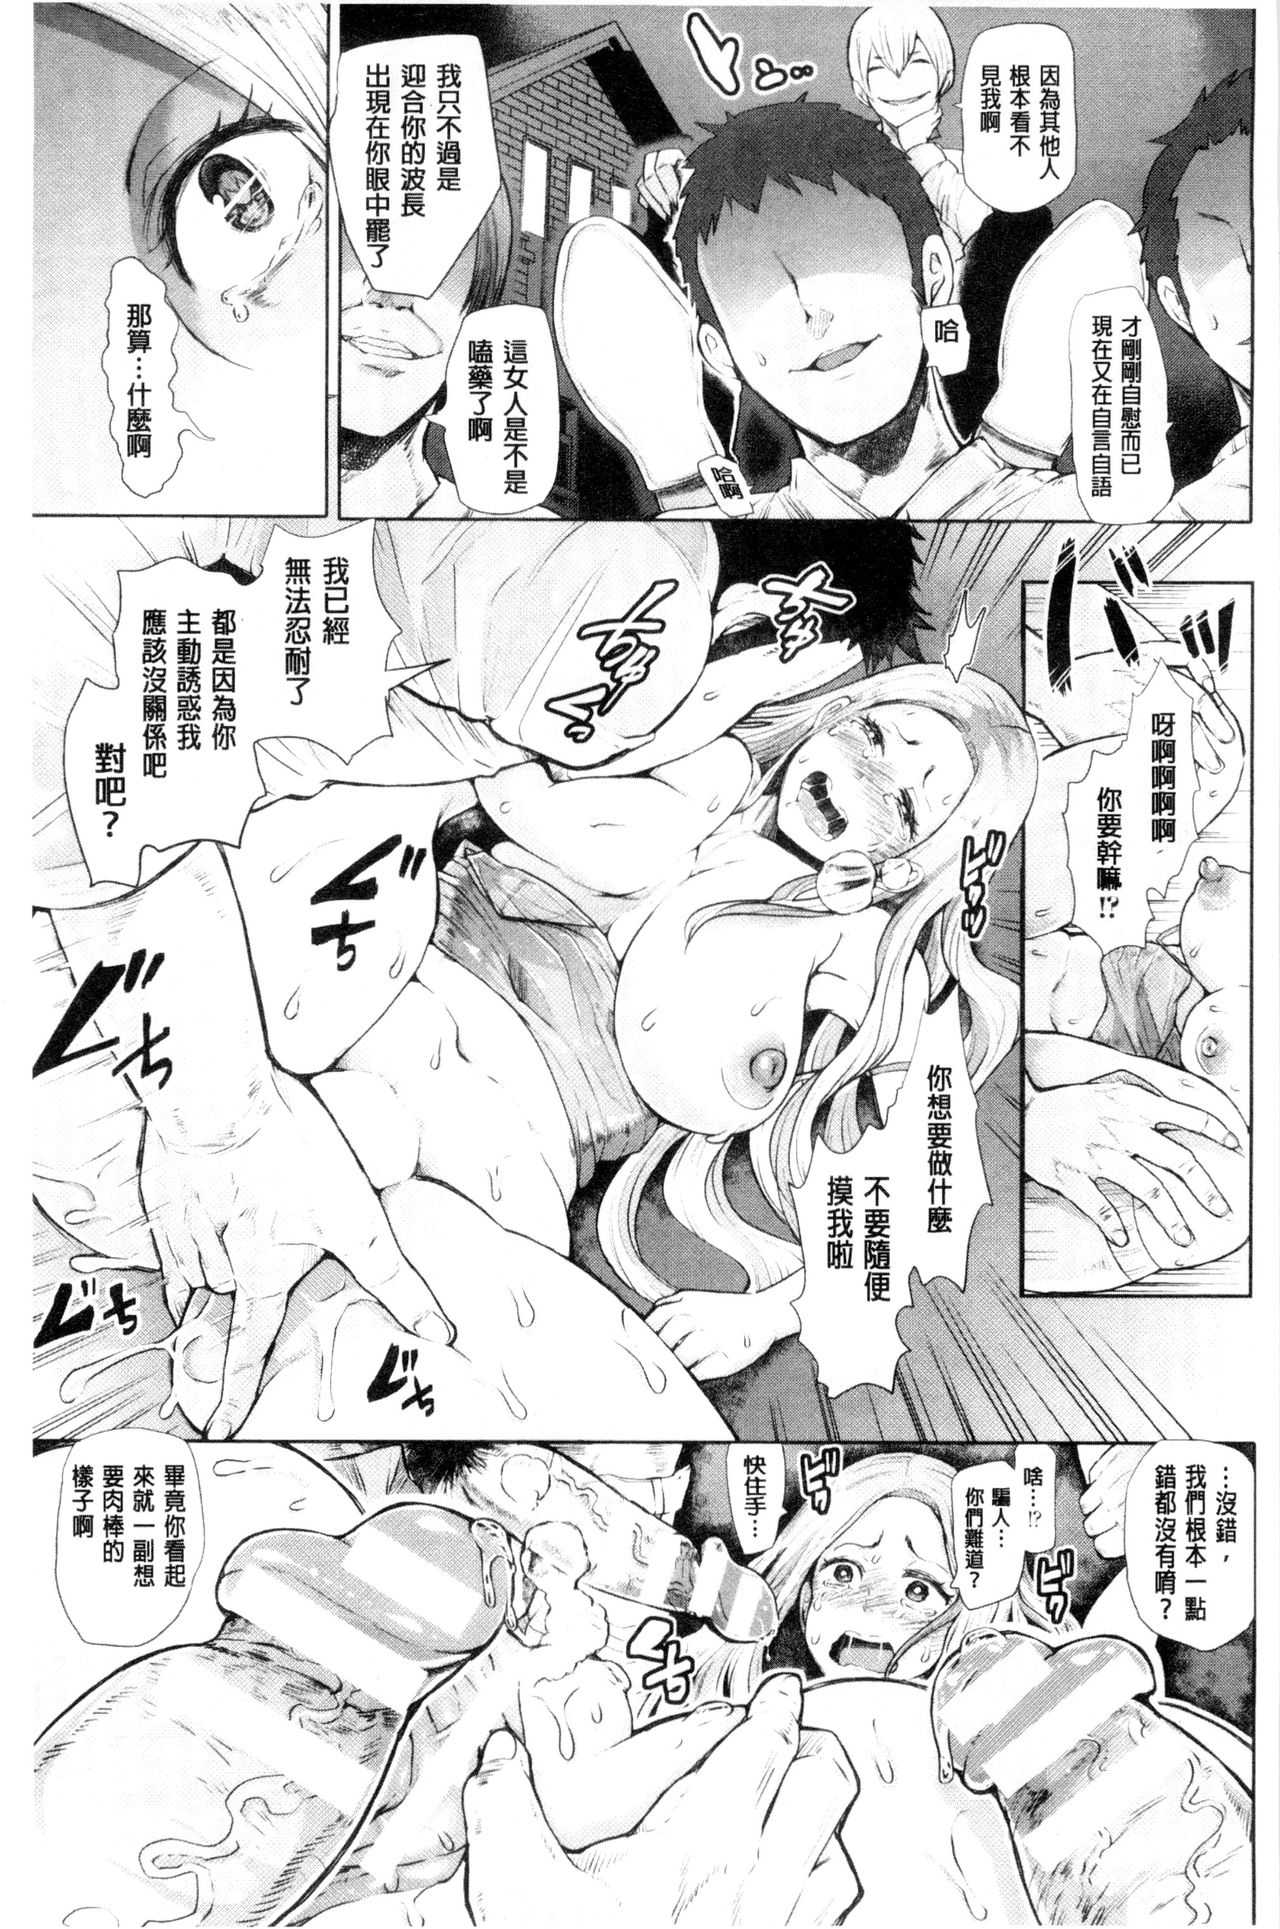 因為其他人
根本看不
見我啊
才剛剛自慰而已
現在又在自言自語
哈
哈啊
我只不過是
迎合你的波長
出現在你眼中罷了
這女人是不是
嗑藥了啊
那算…什麼啊
呀啊啊啊啊
你要幹嘛!?
我已經
無法忍耐了
都是因為你
主動誘惑我
應該沒關係吧
對吧？
你想要做什麼
不要隨便
摸我啦
…沒錯，
我們根本一點
錯都沒有唷？
啥…!?
騙人…
你們難道？
快住手…
畢竟你看起
來就一副想
要肉棒的
樣子啊